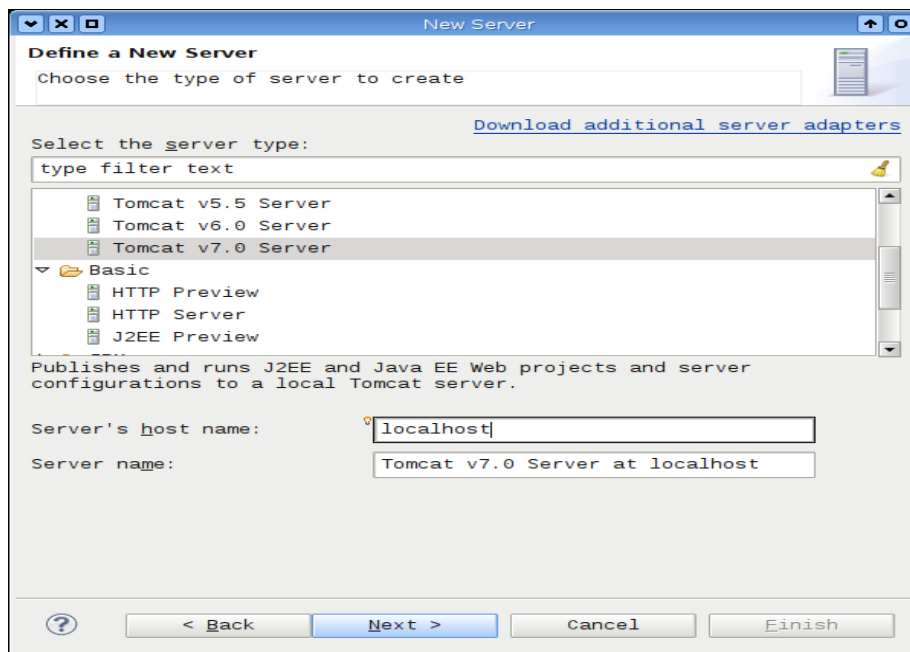 New Server
Define a New Server
Choose the type of server to create
Download additional server adapters
Select the server type:
type filter text
Tomcat v5.5 Server
Tomcat v6.0 Server
Tomcat v7.0 Server
Basic
HTTP Preview
HTTP Server
J2EE Preview
Publishes and runs J2EE and Java EE Web projects and server
configurations to a local Tomcat server.
Server's host name:
localhost
Server name:
Tomcat v7.0 Server at localhost
?
< Back
Next >
Cancel
Finish